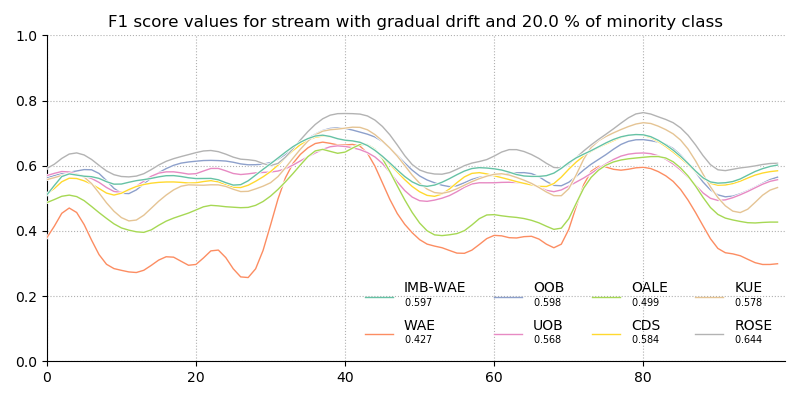 F1 score values for stream with gradual drift and 20.0 % of minority class
1.0
0.8
0.6
0.4
0.2
0.0
0 20 40 60 80
IMB-WAE OOB OALE KUE
0.597 0.598 0.499 0.578
WAE UOB CDS ROSE
0.427 0.568 0.584 0.644